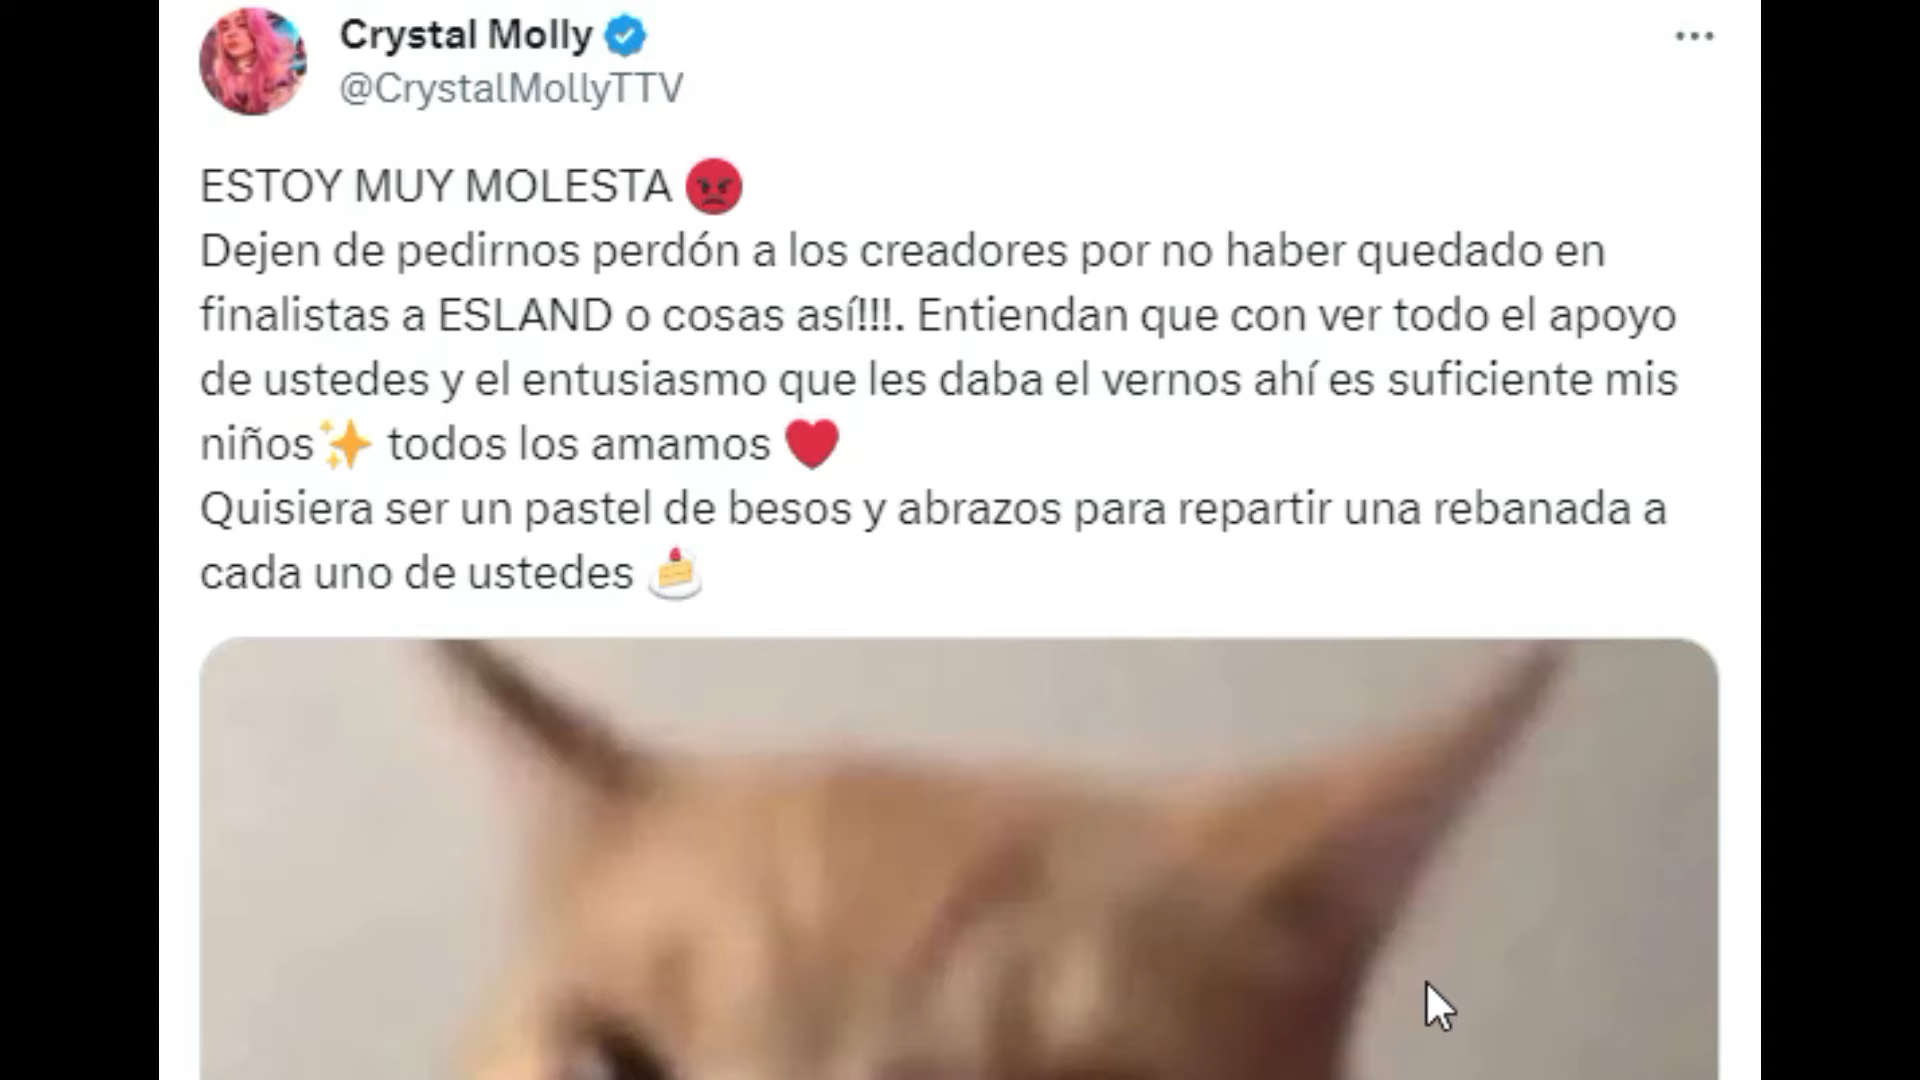 Crystal Molly
@CrystalMollyTTV
ESTOY MUY MOLESTA 😡
Dejen de pedirnos perdón a los creadores por no haber quedado en
finalistas a ESLAND o cosas así!!!. Entiendan que con ver todo el apoyo
de ustedes y el entusiasmo que les daba el vernos ahí es suficiente mis
niños✨ todos los amamos ❤️
Quisiera ser un pastel de besos y abrazos para repartir una rebanada a
cada uno de ustedes 🍰